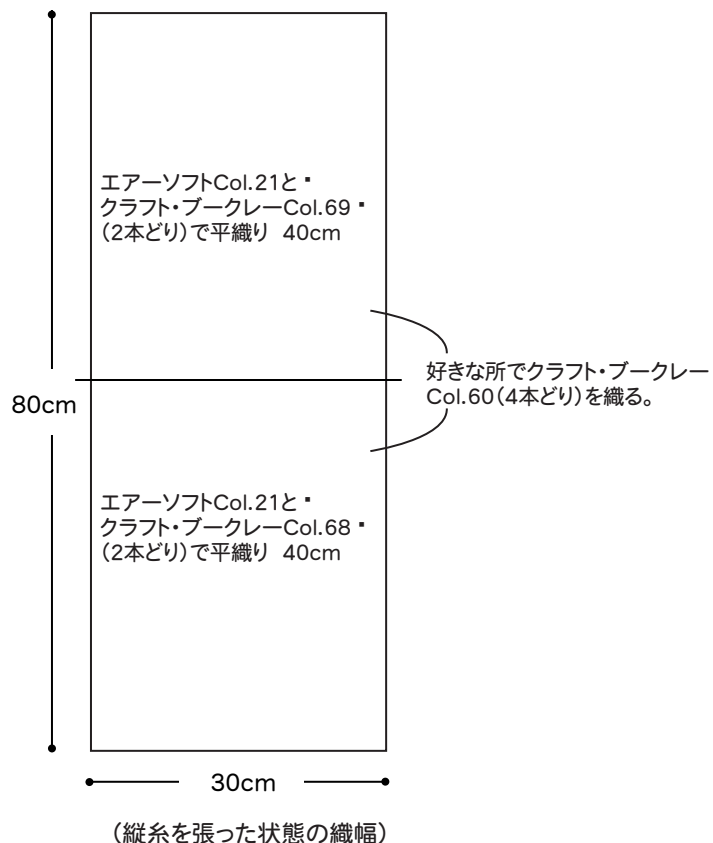 エアーソフトCol.21と
クラフト・ブークレーCol.69
（2本どり）で平織り 40cm
好きな所でクラフト・ブークレー
Col.60（4本どり）を織る。
80cm
エアーソフトCol.21と
クラフト・ブークレーCol.68
（2本どり）で平織り 40cm
30cm
（縦糸を張った状態の織幅）